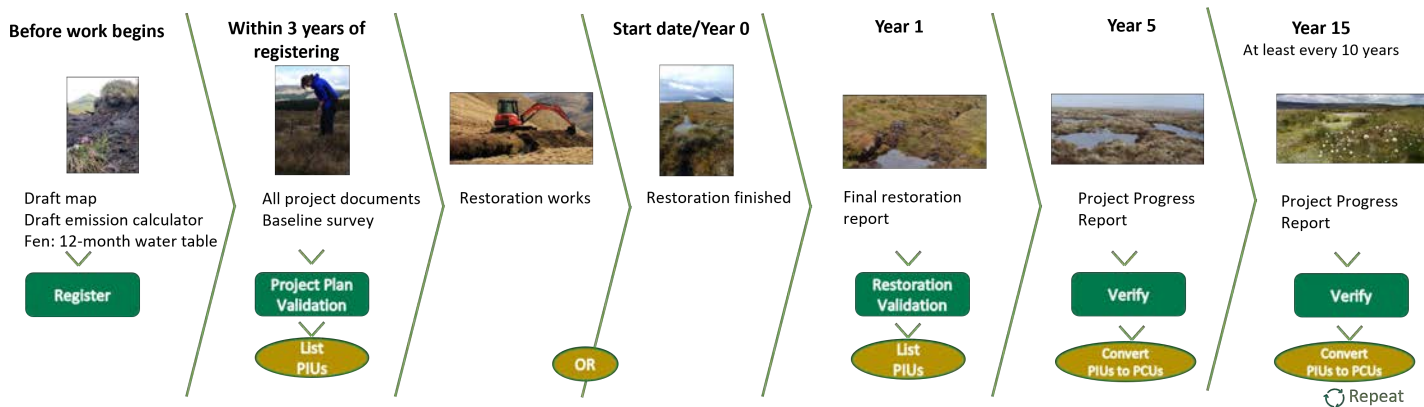 Before work begins
Draft map
Draft emission calculator
Fen: 12-month water table
Register
Within 3 years of
registering
All project documents
Baseline survey
Project Plan
Validation
List
PIUs
Restoration works
OR
Start date/Year 0
Restoration finished
Year 1
Final restoration
report
Restoration
Validation
List
PIUs
Year 5
Project Progress
Report
Verify
Convert
PIUs to PCUs
Year 15
At least every 10 years
Project Progress
Report
Verify
Convert
PIUs to PCUs
Repeat